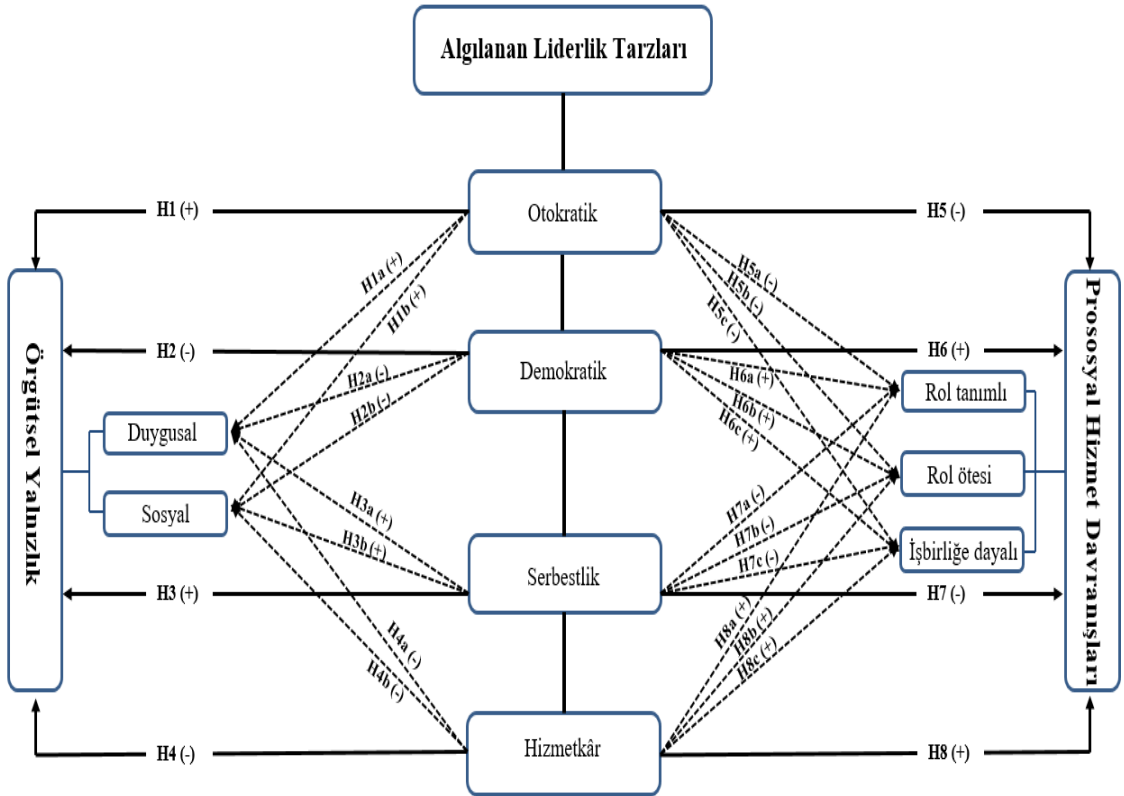 Algılanan Liderlik Tarzları
H1 (+)
Otokratik
H5 (-)
H1a (+)
H1b (+)
H5a (-)
H5b (-)
H5c (-)
Örgütsel Yalnızlık
Prososyal Hizmet Davranışları
H2 (-)
Demokratik
H6 (+)
H2a (-)
H2b (-)
H6a (+)
H6b (+)
H6c (+)
Rol tanımlı
Duygusal
Rol ötesi
Sosyal
İşbirliğe dayalı
H3a (+)
H3b (+)
H7a (-)
H7b (-)
H7c (-)
H3 (+)
Serbestlik
H7 (-)
H4a (-)
H4b (-)
H8a (+)
H8b (+)
H8c (+)
H4 (-)
Hizmetkâr
H8 (+)